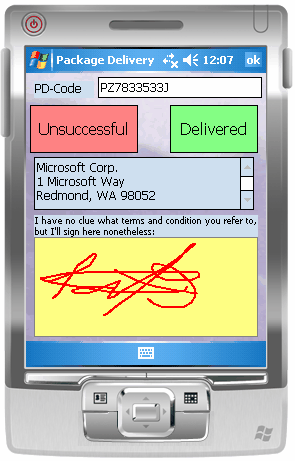 Package Delivery 12:07 ok
PD-Code PZ7833533J
Unsuccessful Delivered
Microsoft Corp.
1 Microsoft Way
Redmond, WA 98052
I have no clue what terms and condition you refer to,
but I'll sign here nonetheless: